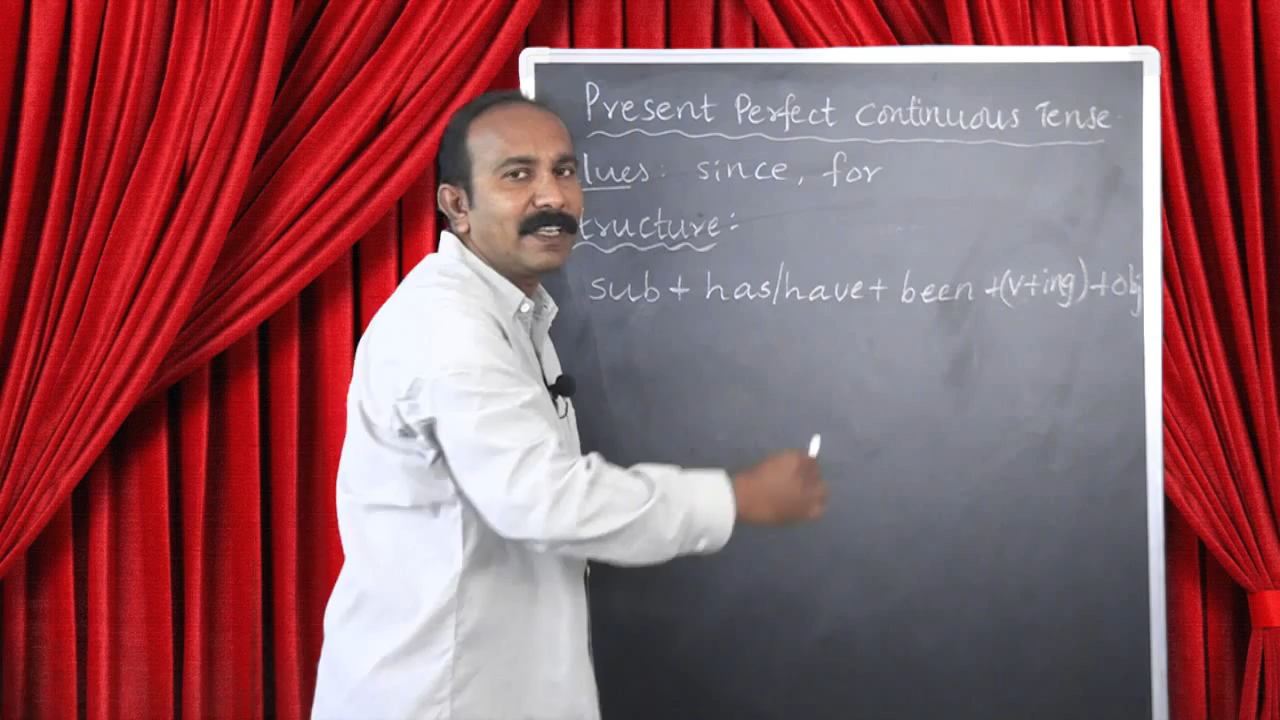 Present Perfect Continuous Tense
lues: since, for
tructure:
sub + has/have + been + (v+ing) + obj